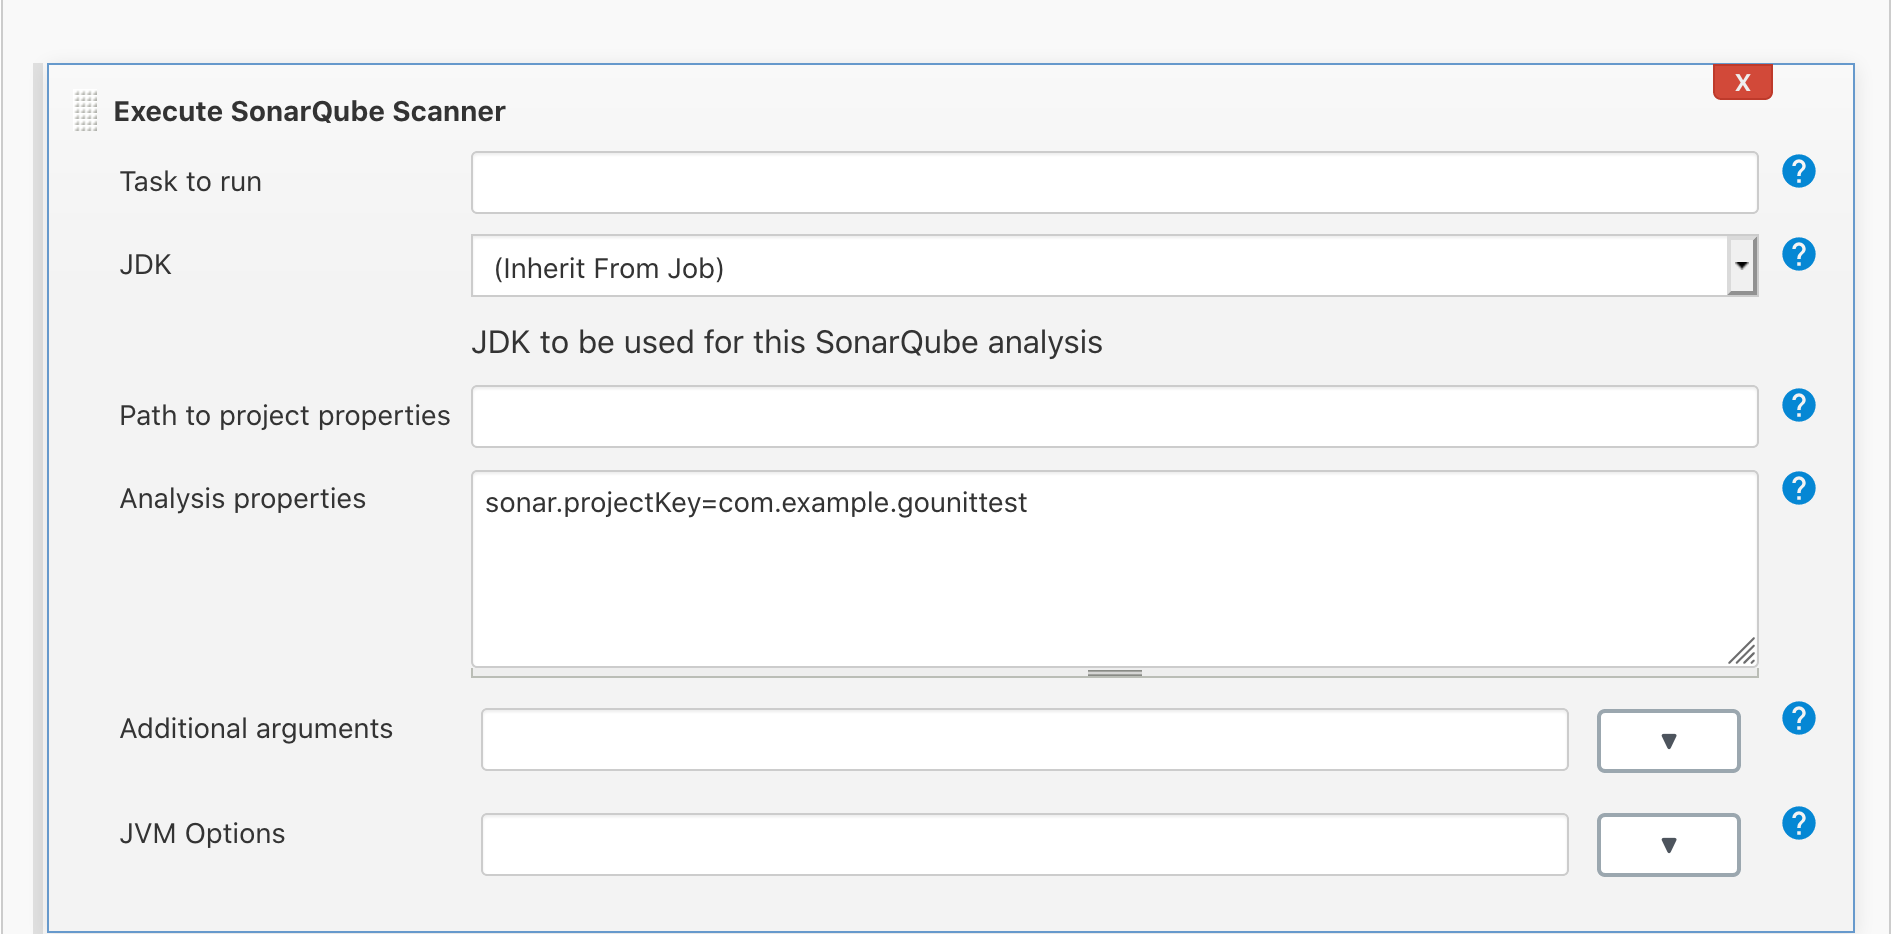 X
Execute SonarQube Scanner
Task to run
?
JDK
(Inherit From Job)
?
JDK to be used for this SonarQube analysis
Path to project properties
?
Analysis properties
sonar.projectKey=com.example.gounittest
?
Additional arguments
?
JVM Options
?